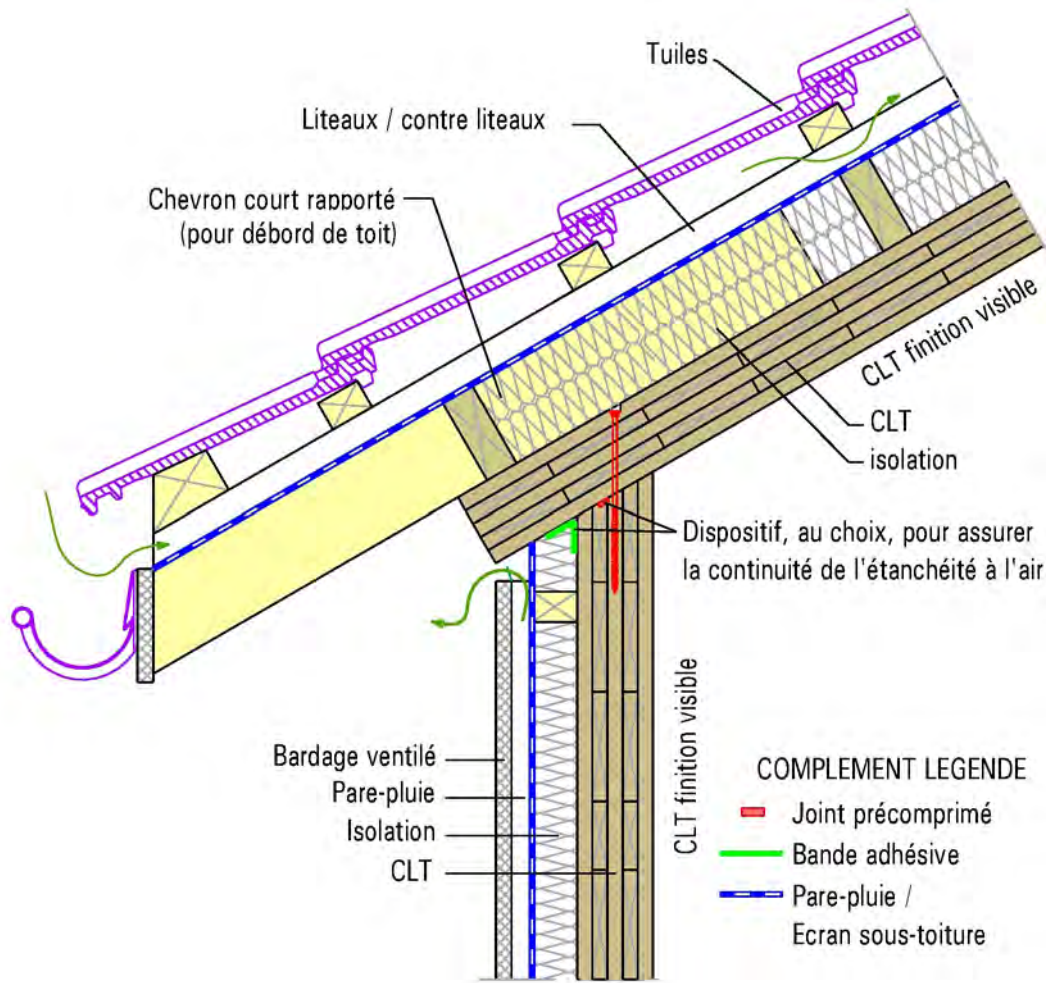 Tuiles
Liteaux / contre liteaux
Chevron court rapporté
(pour débord de toit)
CLT finition visible
CLT
isolation
Dispositif, au choix, pour assurer
la continuité de l'étanchéité à l'air
CLT finition visible
Bardage ventilé
Pare-pluie
Isolation
CLT
COMPLEMENT LEGENDE
Joint précomprimé
Bande adhésive
Pare-pluie /
Ecran sous-toiture